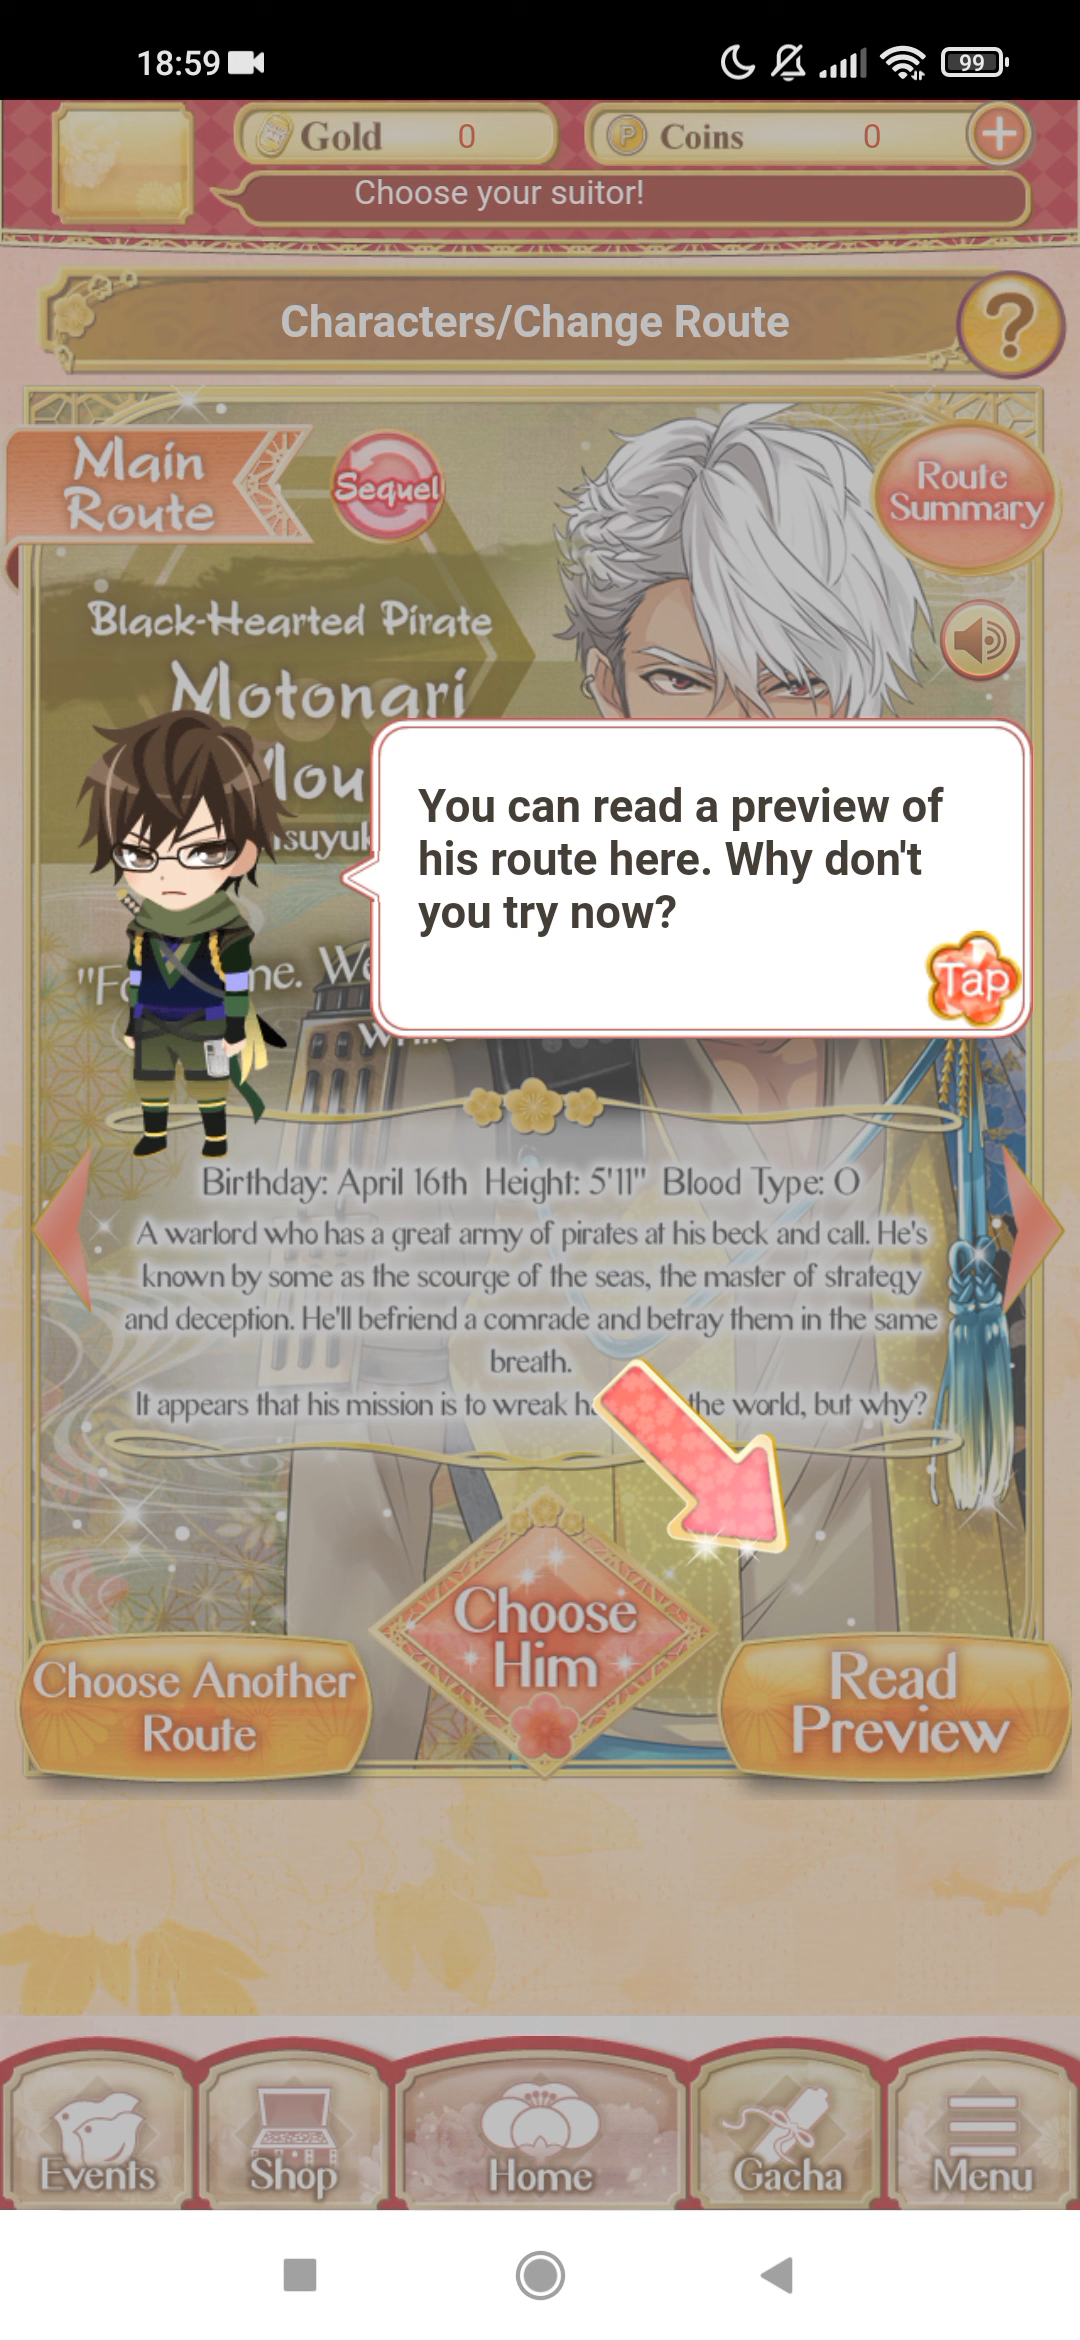 18:59
99
Gold 0
P Coins 0
Choose your suitor!
Characters/Change Route
?
Main
Route
Sequel
Route
Summary
Black-Hearted Pirate
Motonari
You can read a preview of
his route here. Why don't
you try now?
Tap
Birthday: April 16th Height: 5'11" Blood Type: O
A warlord who has a great army of pirates at his beck and call. He's
known by some as the scourge of the seas, the master of strategy
and deception. He'll befriend a comrade and betray them in the same
breath.
It appears that his mission is to wreak the world, but why?
Choose
Him
Choose Another
Route
Read
Preview
Events
Shop
Home
Gacha
Menu